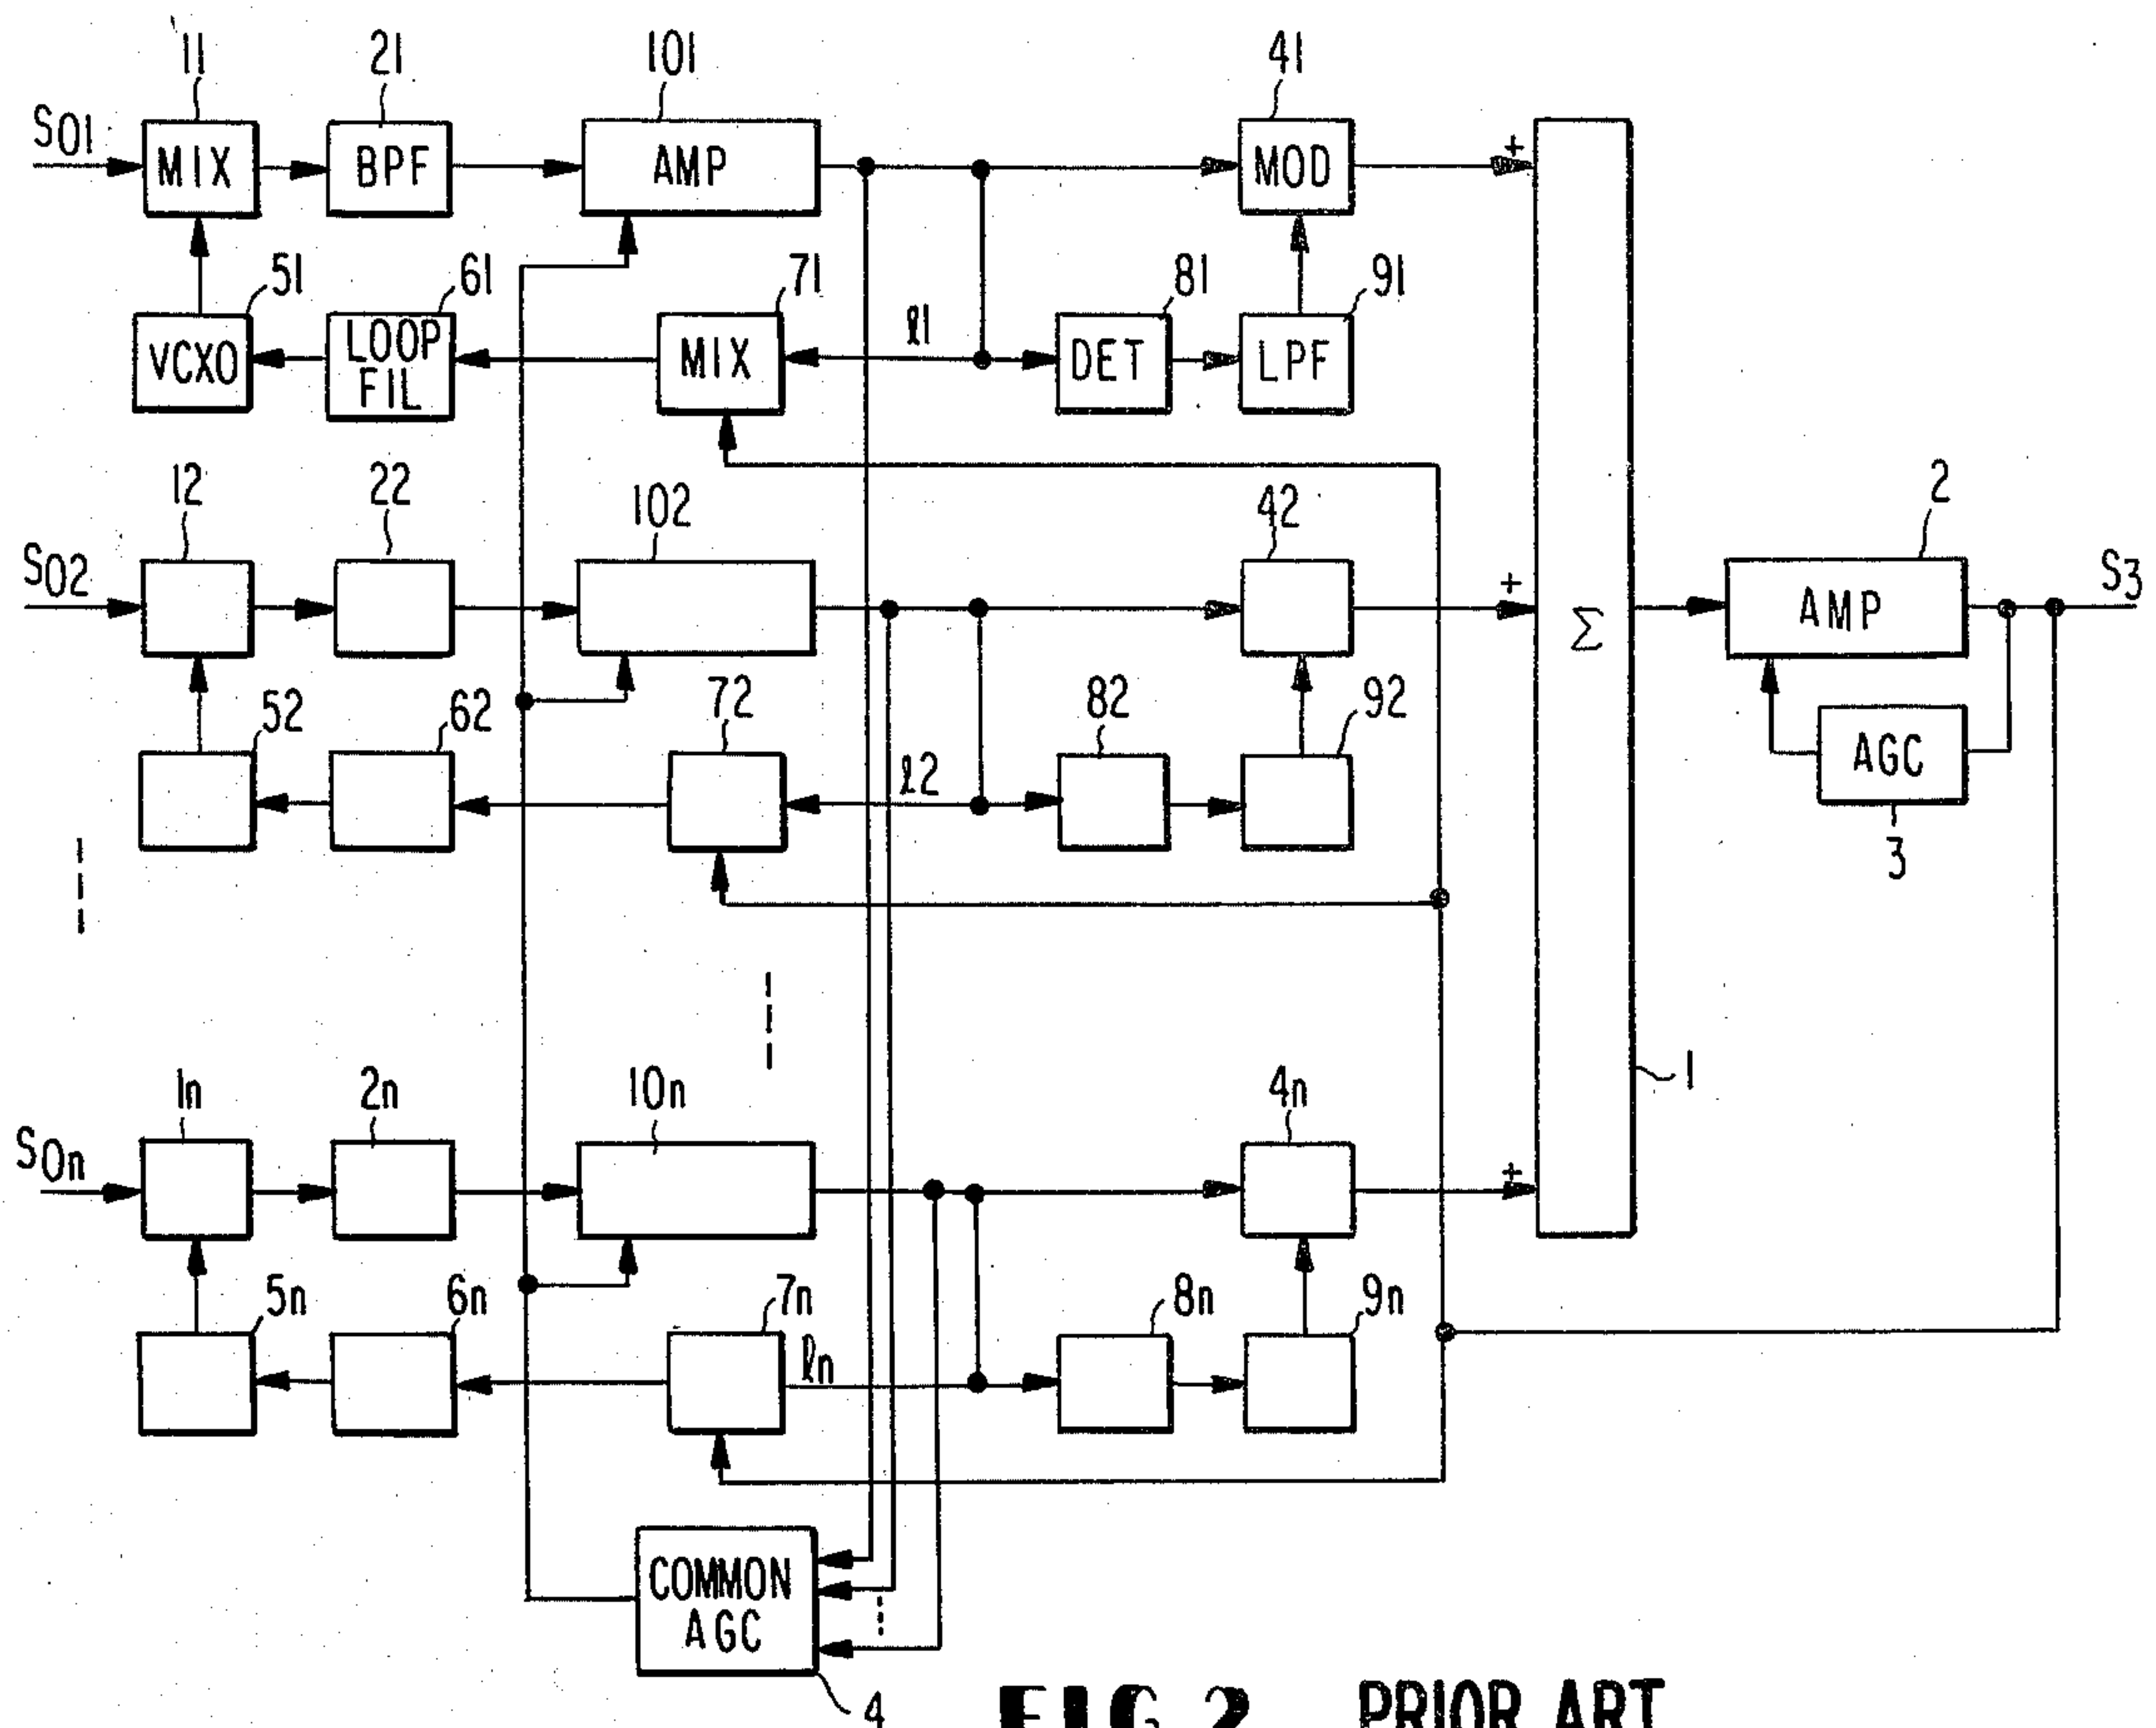 11 21 101 41
S01 MIX BPF AMP MOD +
51 61 71 ℓ1 81 91
VCXO LOOP FIL MIX DET LPF
12 22 102 42 2
S02 + Σ AMP S3
52 62 72 ℓ2 82 92 AGC
3
1n 2n 10n 4n 1
S0n +
5n 6n 7n ℓn 8n 9n
COMMON
AGC
4
FIG. 2 PRIOR ART